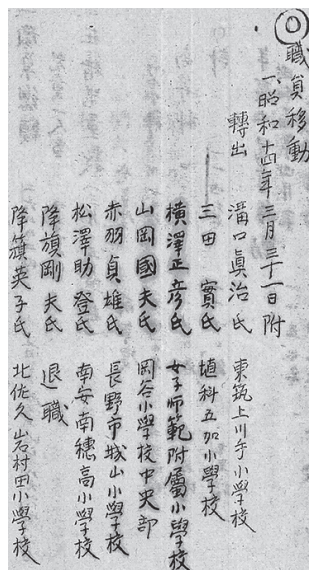 ○職員移動
一、昭和十四年三月三十一日附
轉出 溝口眞治氏 東筑上川手小學校
三田實氏 埴科五加小學校
横澤正彦氏 女子師範附屬小學校
山岡國夫氏 岡谷小學校中央部
赤羽貞雄氏 長野市城山小學校
松澤助登氏 南安南穂高小學校
降旗剛夫氏 退職
降籏英子氏 北佐久岩村田小學校